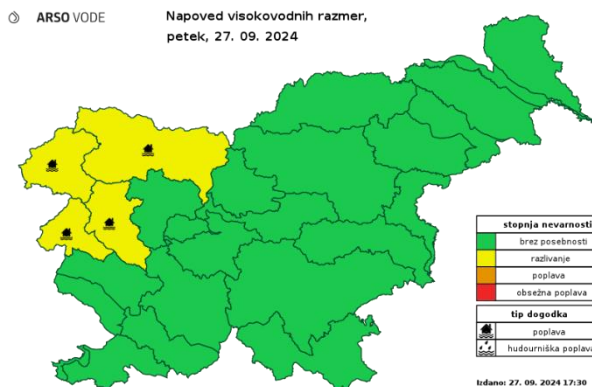 ARSO VODE
Napoved visokovodnih razmer,
petek, 27. 09. 2024
stopnja nevarnosti
brez posebnosti
razlivanje
poplava
obsežna poplava
tip dogodka
poplava
hudourniška poplava
Izdano: 27. 09. 2024 17:30